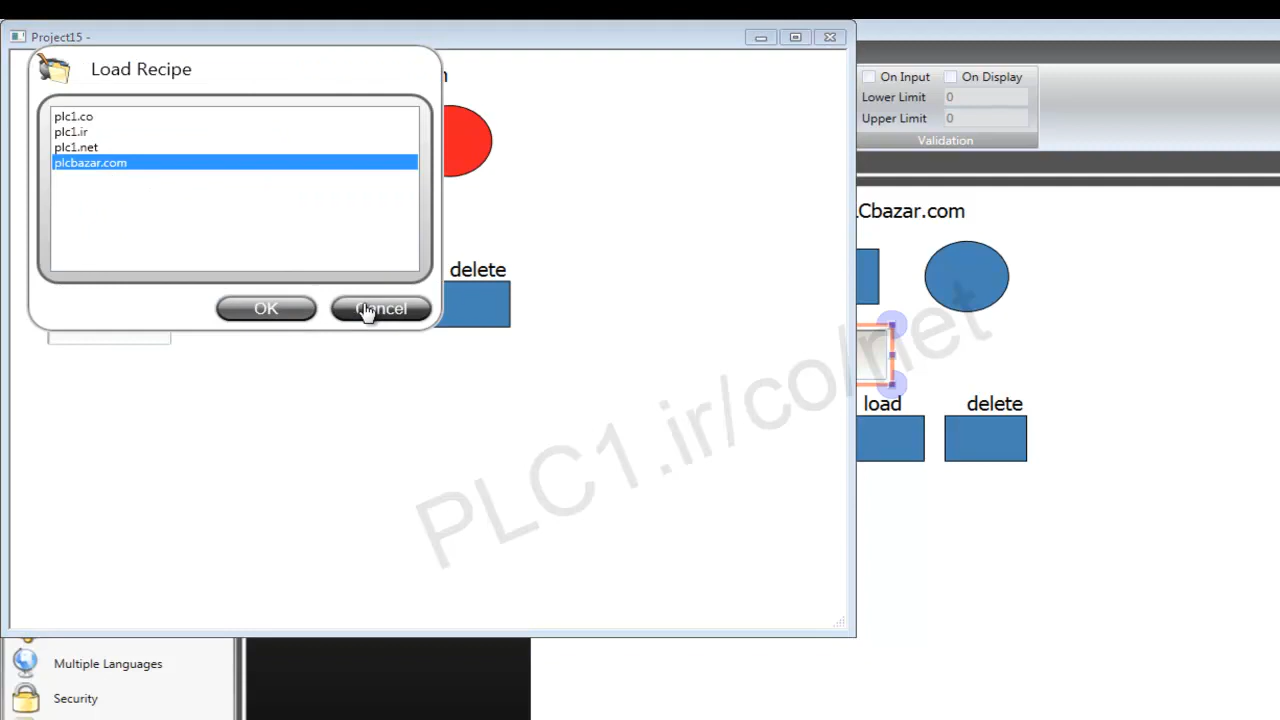 Project15 -
Load Recipe
plc1.co
plc1.ir
plc1.net
plcbazar.com
OK
Cancel
delete
On Input
On Display
Lower Limit
0
Upper Limit
0
Validation
Cbazar.com
load
delete
PLC1.ir/co/net
Multiple Languages
Security